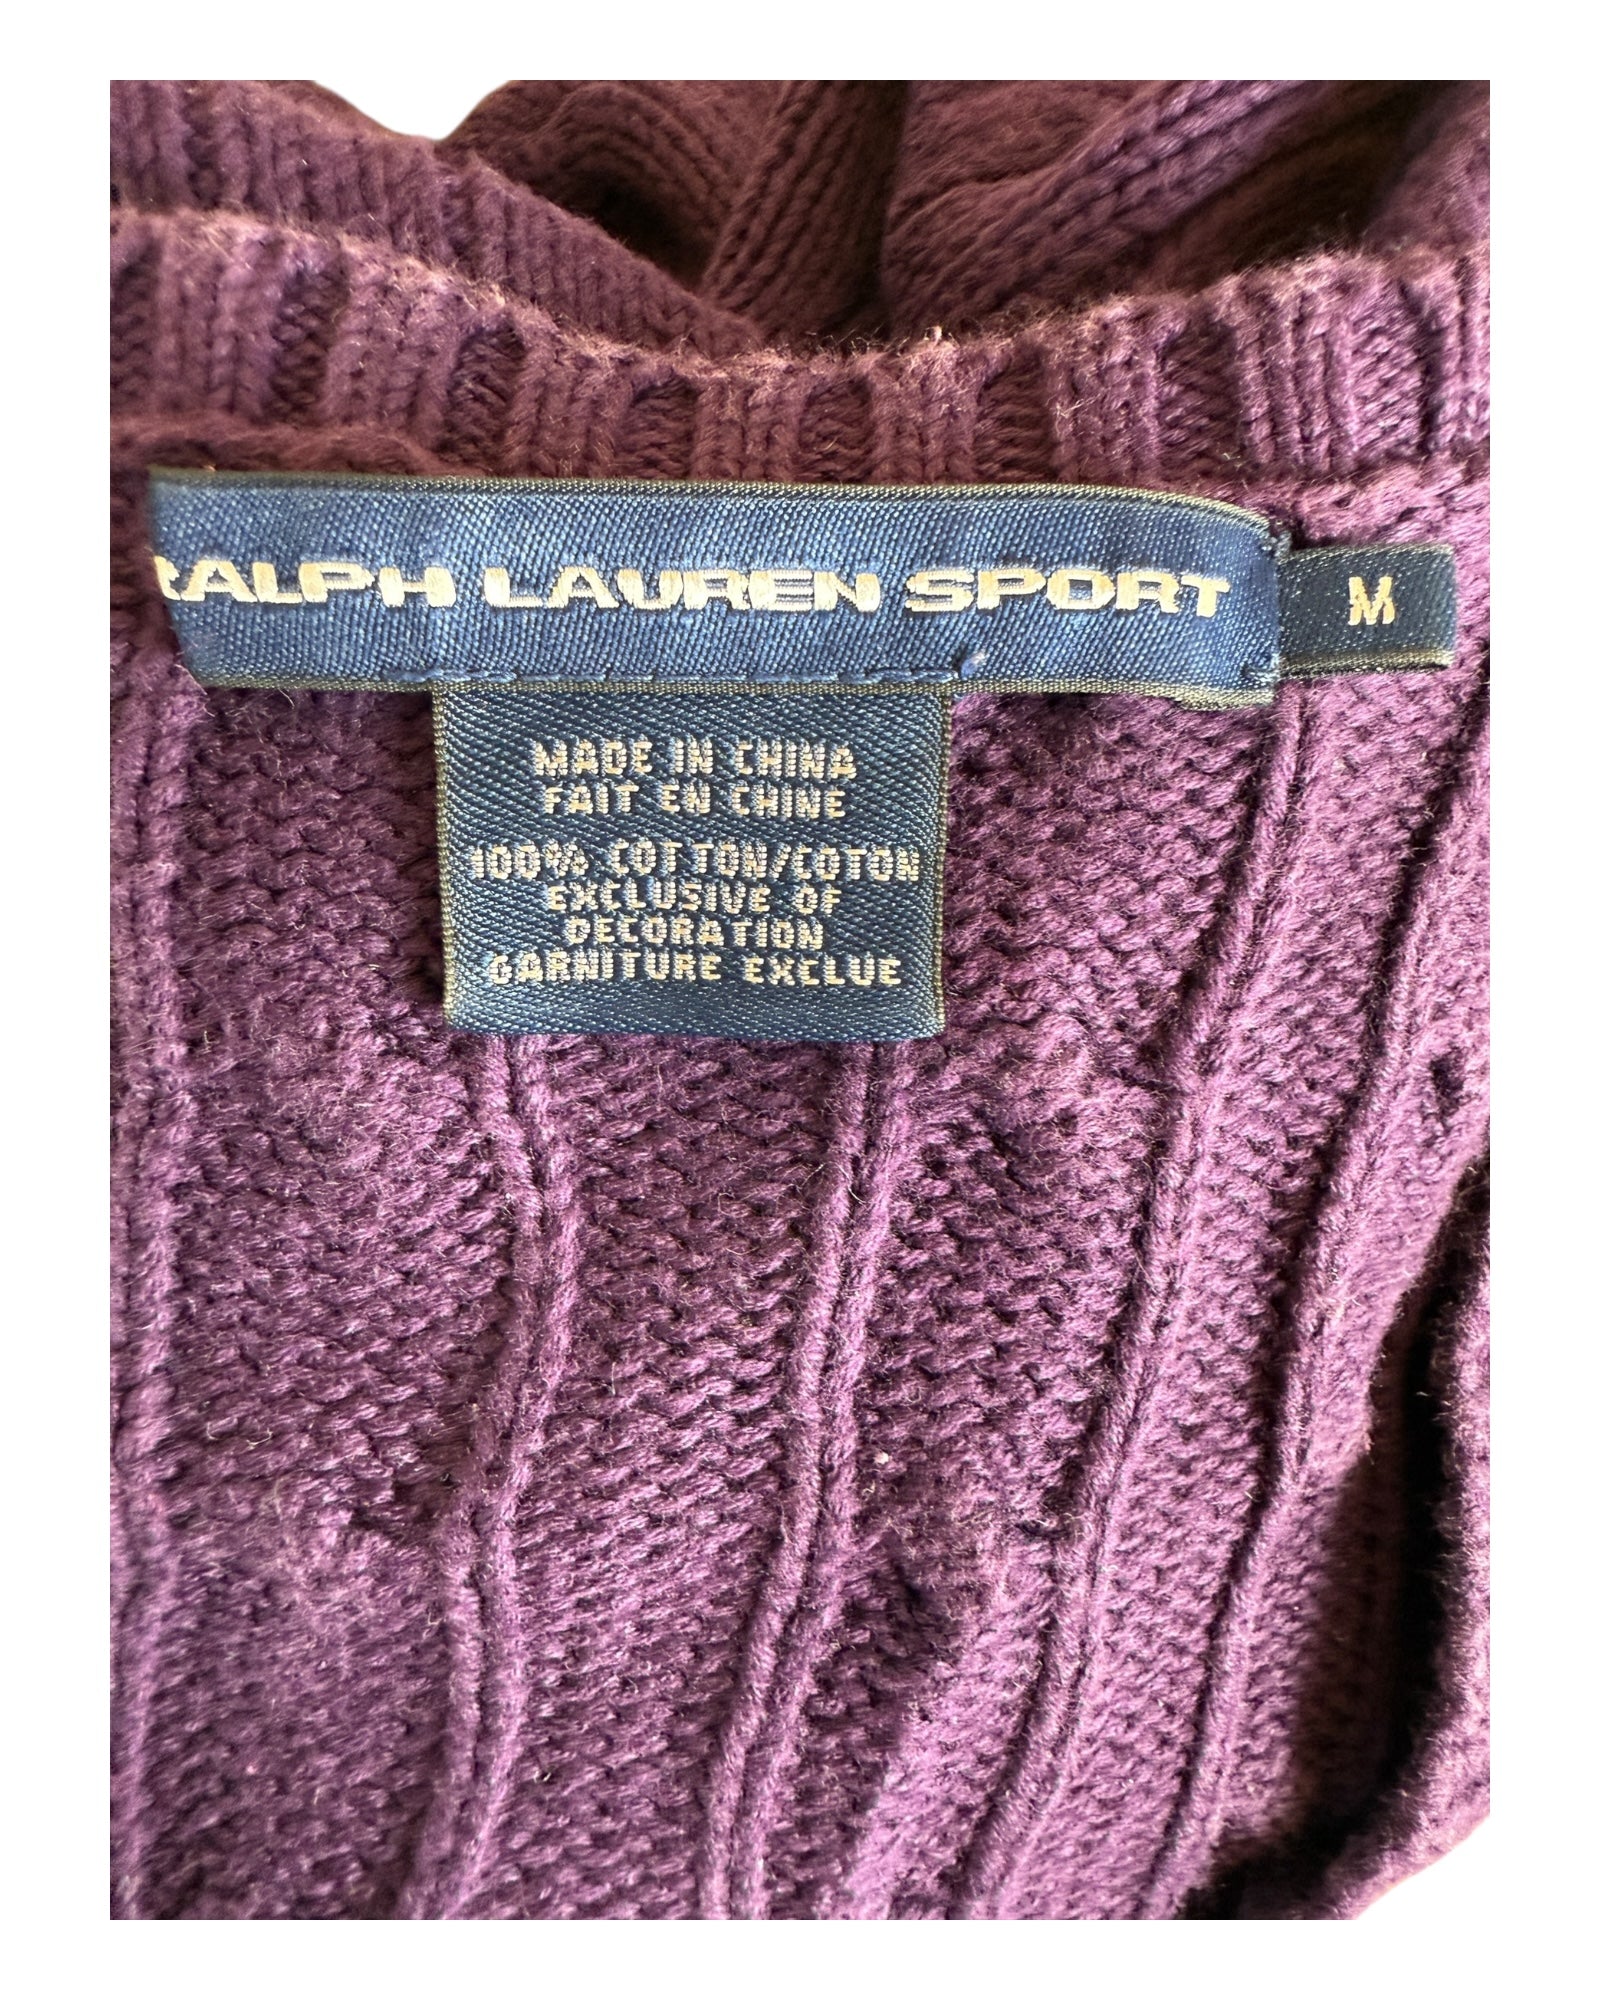 RALPH LAUREN SPORT
M
MADE IN CHINA
FAIT EN CHINE
100% COTTON/COTON
EXCLUSIVE OF
DECORATION
GARNITURE EXCLUE